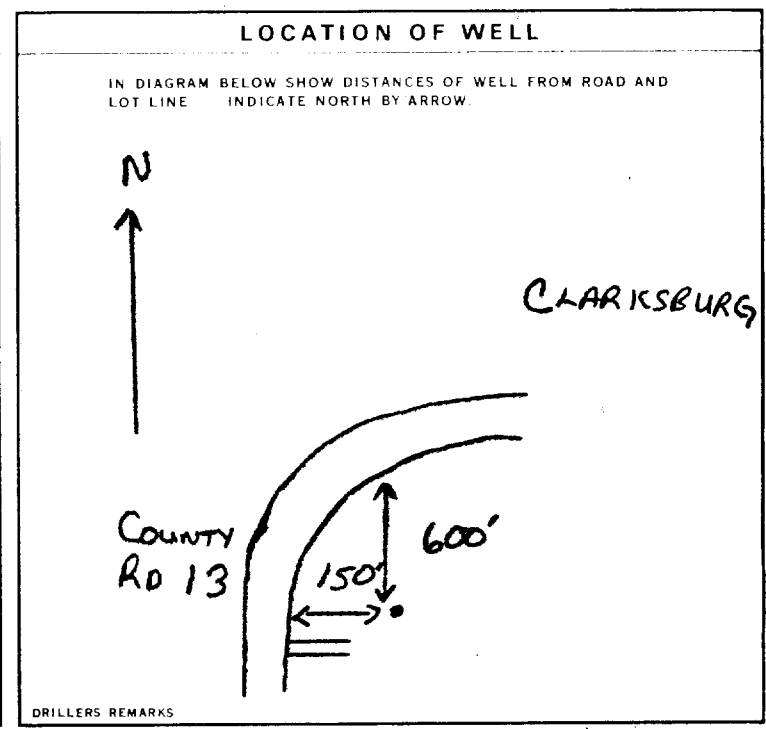 LOCATION OF WELL
IN DIAGRAM BELOW SHOW DISTANCES OF WELL FROM ROAD AND
LOT LINE INDICATE NORTH BY ARROW.
N
CLARKSBURG
COUNTY
RD 13
150'
600'
DRILLERS REMARKS